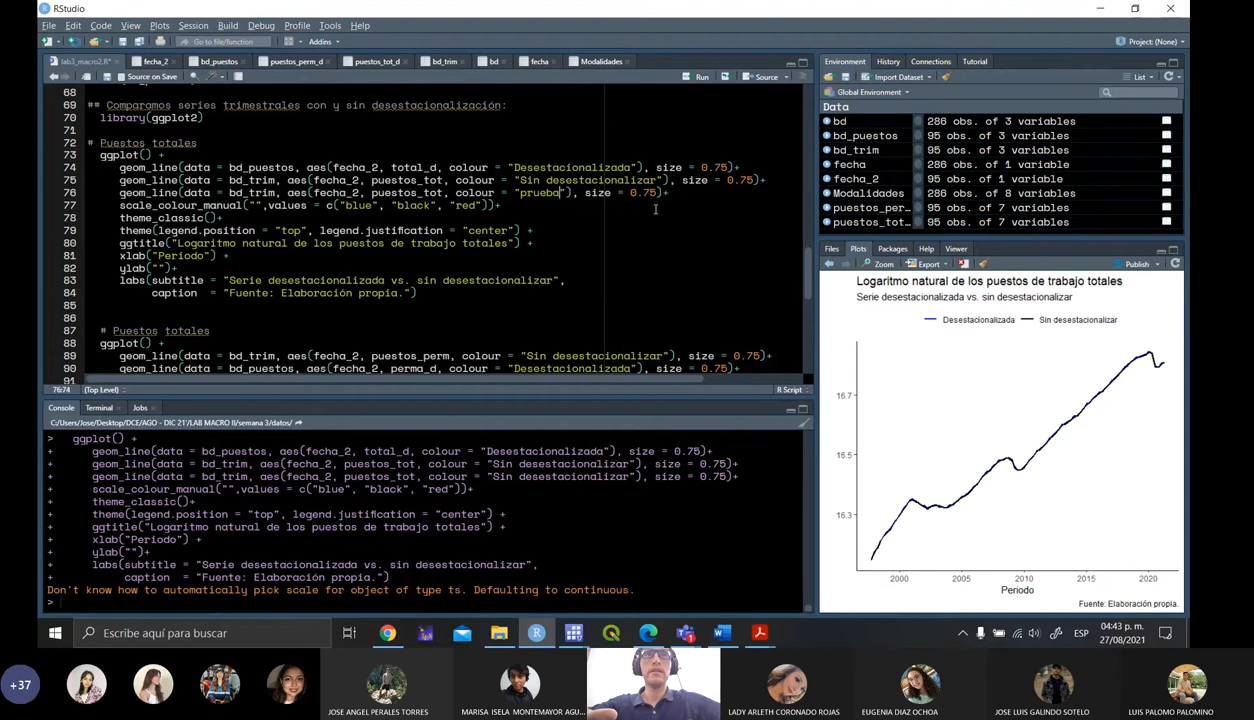 RStudio
File Edit Code View Plots Session Build Debug Profile Tools Help
Go to file/function Addins Project: (None)
lab3_macro2.R* fecha_2 bd_puestos puestos_perm_d puestos_tot_d bd_trim bd fecha Modalidades
Source on Save Run Source
68
69 ## Comparamos series trimestrales con y sin desestacionalización:
70 library(ggplot2)
71
72 # Puestos totales
73 ggplot() +
74 geom_line(data = bd_puestos, aes(fecha_2, total_d, colour = "Desestacionalizada"), size = 0.75)+
75 geom_line(data = bd_trim, aes(fecha_2, puestos_tot, colour = "Sin desestacionalizar"), size = 0.75)+
76 geom_line(data = bd_trim, aes(fecha_2, puestos_tot, colour = "prueba"), size = 0.75)+
77 scale_colour_manual("",values = c("blue", "black", "red"))+
78 theme_classic()+
79 theme(legend.position = "top", legend.justification = "center") +
80 ggtitle("Logaritmo natural de los puestos de trabajo totales") +
81 xlab("Periodo") +
82 ylab("")+
83 labs(subtitle = "Serie desestacionalizada vs. sin desestacionalizar",
84 caption = "Fuente: Elaboración propia.")
85
86
87 # Puestos totales
88 ggplot() +
89 geom_line(data = bd_trim, aes(fecha_2, puestos_perm, colour = "Sin desestacionalizar"), size = 0.75)+
90 geom_line(data = bd_puestos, aes(fecha_2, perma_d, colour = "Desestacionalizada"), size = 0.75)+
91
76:74 (Top Level) R Script
Console Terminal Jobs
C:/Users/Jose/Desktop/DCE/AGO - DIC 21'/LAB MACRO II/semana 3/datos/
> ggplot() +
+ geom_line(data = bd_puestos, aes(fecha_2, total_d, colour = "Desestacionalizada"), size = 0.75)+
+ geom_line(data = bd_trim, aes(fecha_2, puestos_tot, colour = "Sin desestacionalizar"), size = 0.75)+
+ geom_line(data = bd_trim, aes(fecha_2, puestos_tot, colour = "Sin desestacionalizar"), size = 0.75)+
+ scale_colour_manual("",values = c("blue", "black", "red"))+
+ theme_classic()+
+ theme(legend.position = "top", legend.justification = "center") +
+ ggtitle("Logaritmo natural de los puestos de trabajo totales") +
+ xlab("Periodo") +
+ ylab("")+
+ labs(subtitle = "Serie desestacionalizada vs. sin desestacionalizar",
+ caption = "Fuente: Elaboración propia.")
Don't know how to automatically pick scale for object of type ts. Defaulting to continuous.
>
Environment History Connections Tutorial
Import Dataset List
Global Environment
Data
bd 286 obs. of 3 variables
bd_puestos 95 obs. of 3 variables
bd_trim 95 obs. of 3 variables
fecha 286 obs. of 1 variable
fecha_2 95 obs. of 1 variable
Modalidades 286 obs. of 8 variables
puestos_per… 95 obs. of 7 variables
puestos_tot… 95 obs. of 7 variables
Files Plots Packages Help Viewer
Zoom Export Publish
Logaritmo natural de los puestos de trabajo totales
Serie desestacionalizada vs. sin desestacionalizar
Desestacionalizada Sin desestacionalizar
16.7
16.5
16.3
2000 2005 2010 2015 2020
Periodo
Fuente: Elaboración propia.
Escribe aquí para buscar
ESP
04:43 p. m.
27/08/2021
+37
JOSE ANGEL PERALES TORRES
MARISA ISELA MONTEMAYOR AGU...
LADY ARLETH CORONADO ROJAS
EUGENIA DIAZ OCHOA
JOSE LUIS GALINDO SOTELO
LUIS PALOMO PALOMINO